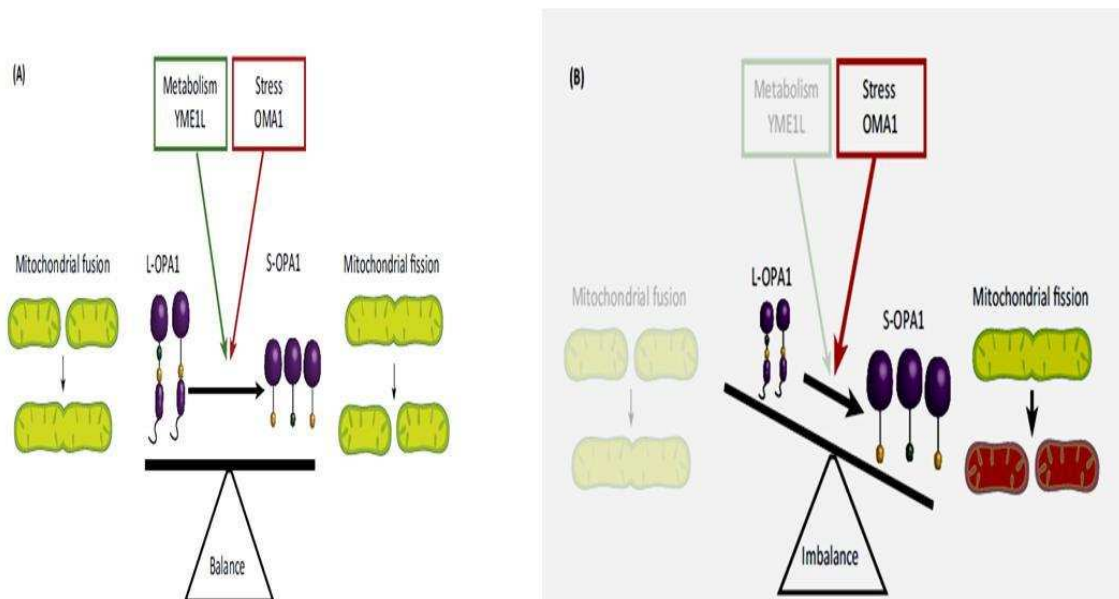 (A)
Metabolism
YME1L
Stress
OMA1
Mitochondrial fusion
L-OPA1
S-OPA1
Mitochondrial fission
Balance
(B)
Metabolism
YME1L
Stress
OMA1
Mitochondrial fusion
L-OPA1
S-OPA1
Mitochondrial fission
Imbalance